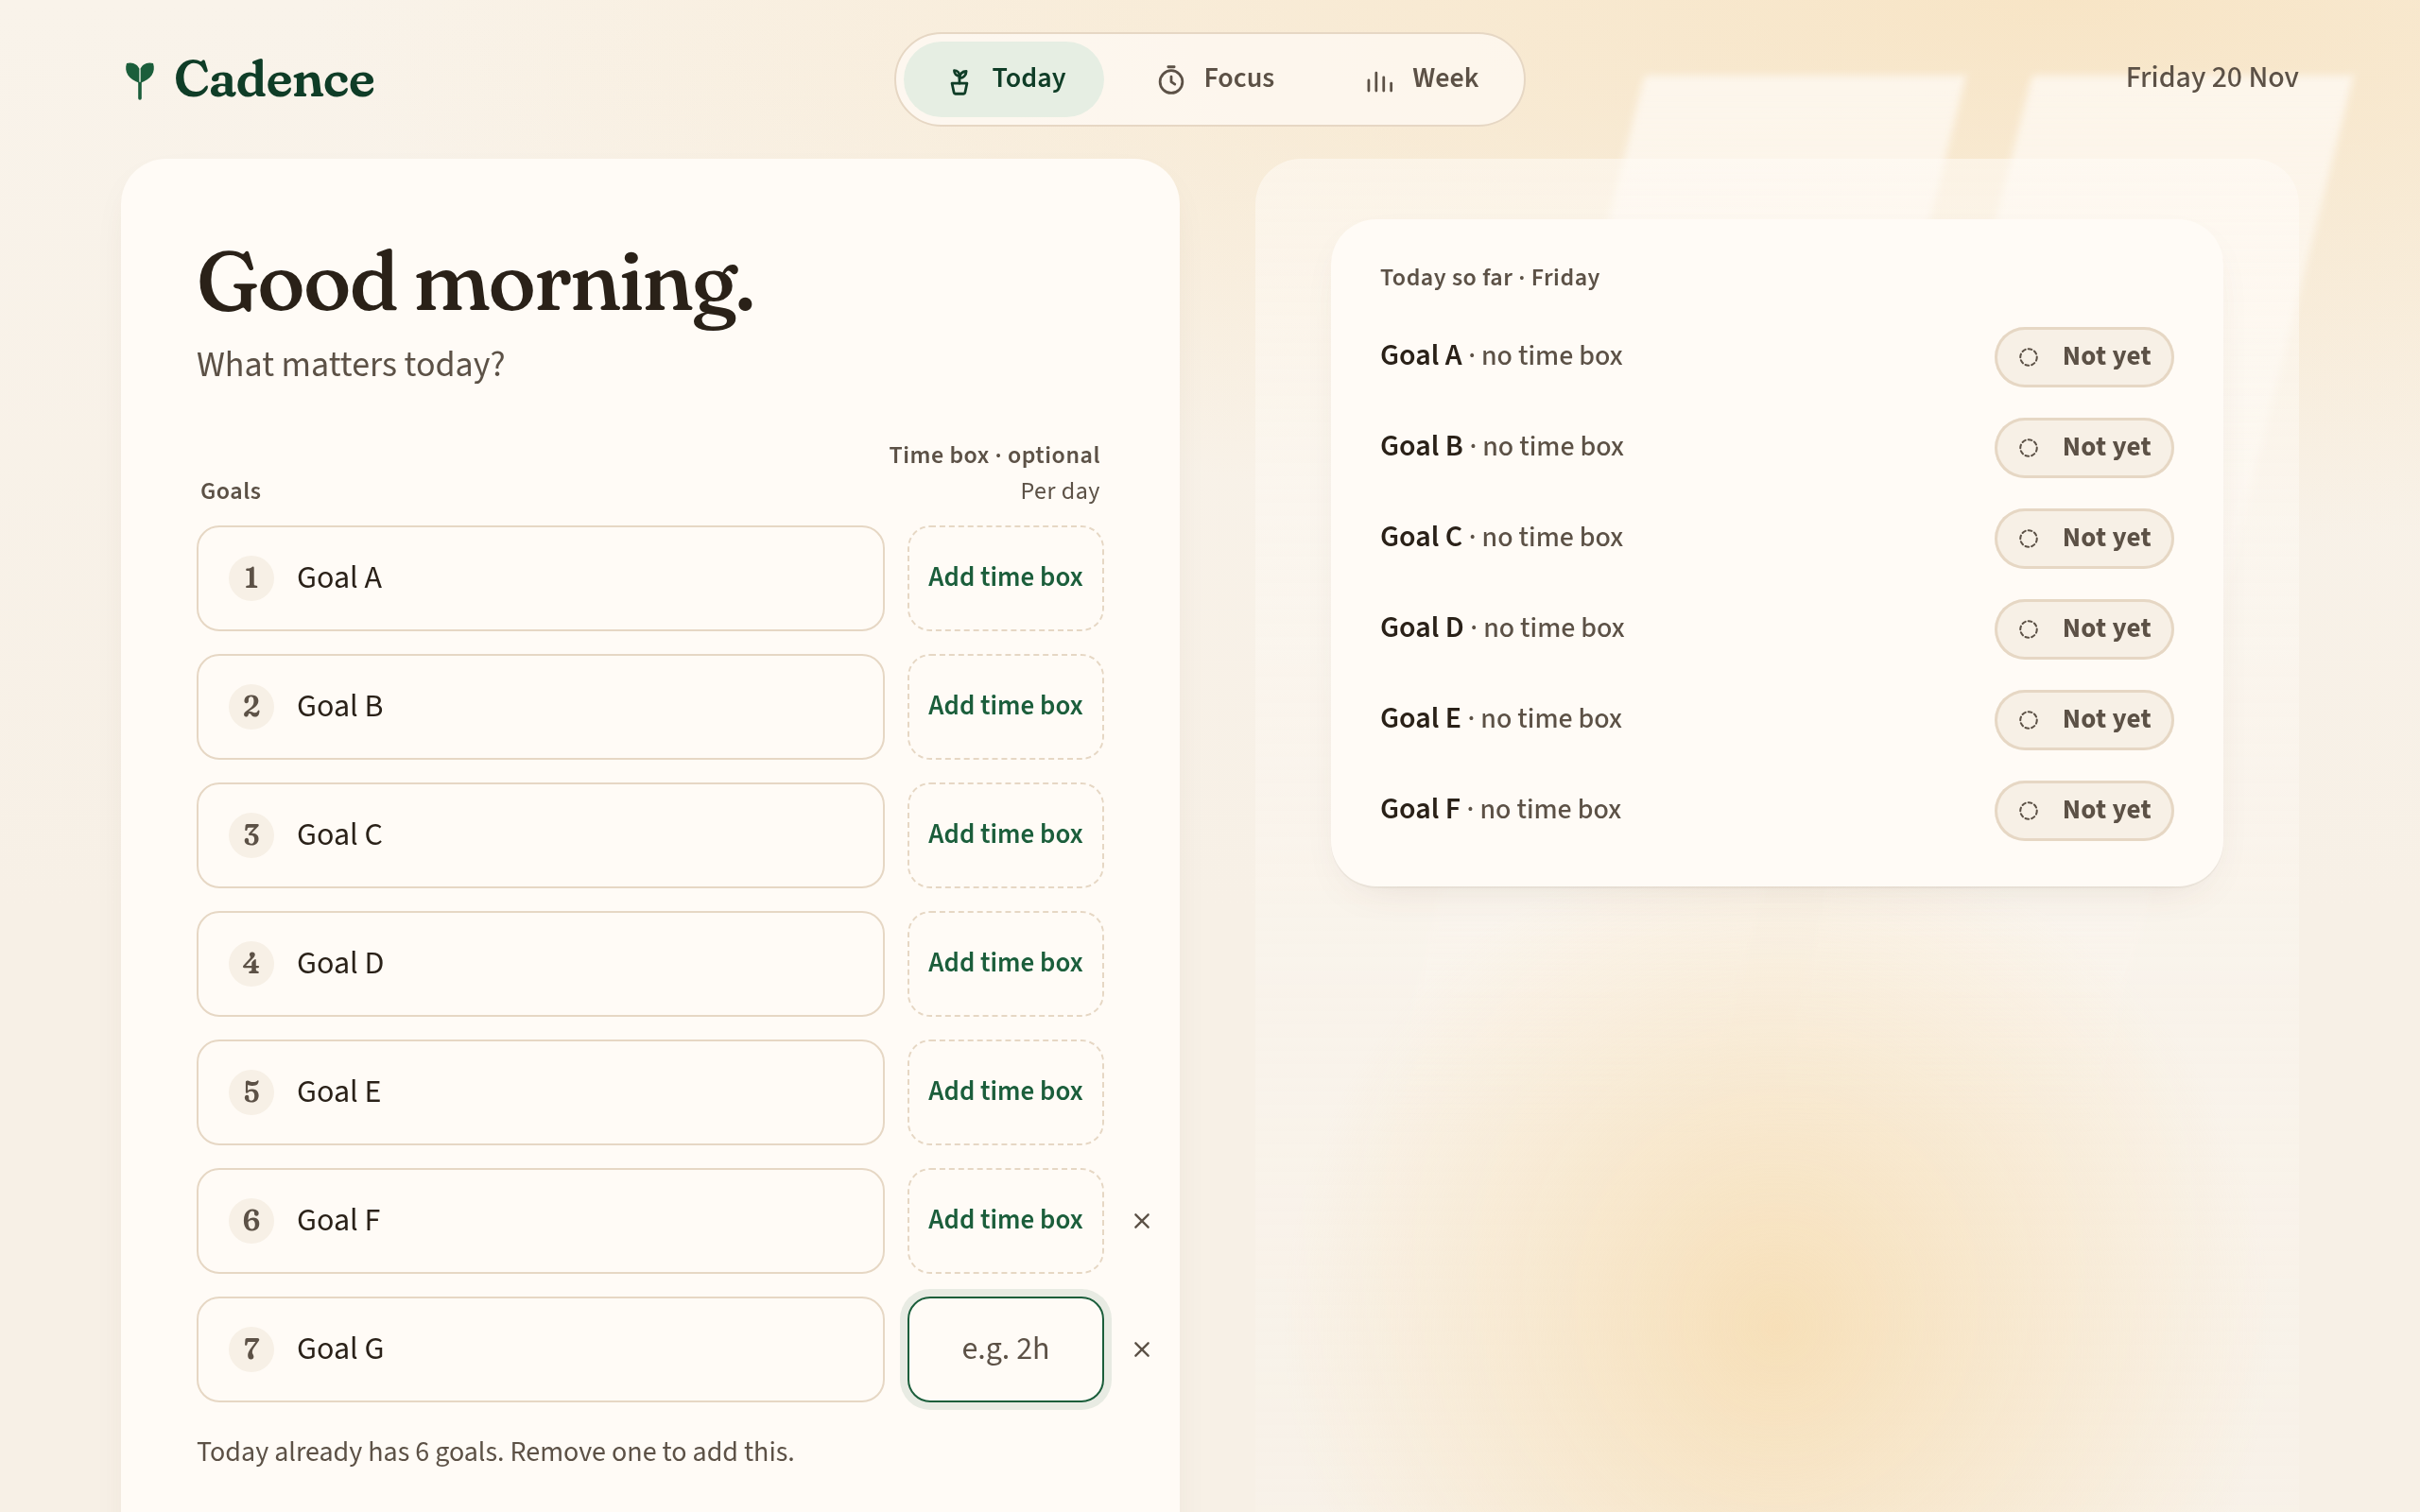 Cadence
Today
Focus
Week
Friday 20 Nov
Good morning.
What matters today?
Time box · optional
Goals
Per day
1 Goal A Add time box
2 Goal B Add time box
3 Goal C Add time box
4 Goal D Add time box
5 Goal E Add time box
6 Goal F Add time box ×
7 Goal G e.g. 2h ×
Today already has 6 goals. Remove one to add this.
Today so far · Friday
Goal A · no time box Not yet
Goal B · no time box Not yet
Goal C · no time box Not yet
Goal D · no time box Not yet
Goal E · no time box Not yet
Goal F · no time box Not yet